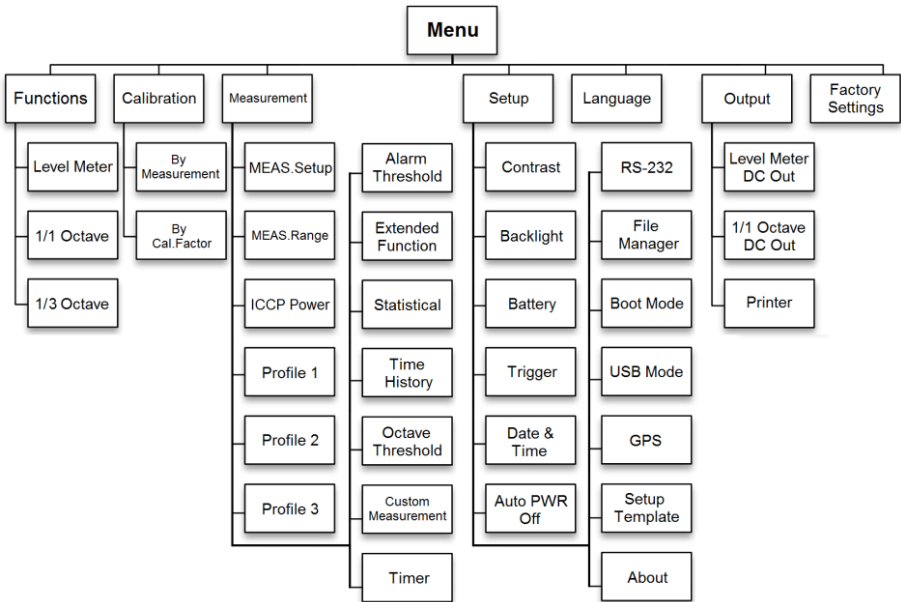 Menu
Functions
Calibration
Measurement
Setup
Language
Output
Factory
Settings
Level Meter
1/1 Octave
1/3 Octave
By
Measurement
By
Cal.Factor
MEAS.Setup
MEAS.Range
ICCP Power
Profile 1
Profile 2
Profile 3
Alarm
Threshold
Extended
Function
Statistical
Time
History
Octave
Threshold
Custom
Measurement
Timer
Contrast
Backlight
Battery
Trigger
Date &
Time
Auto PWR
Off
RS-232
File
Manager
Boot Mode
USB Mode
GPS
Setup
Template
About
Level Meter
DC Out
1/1 Octave
DC Out
Printer